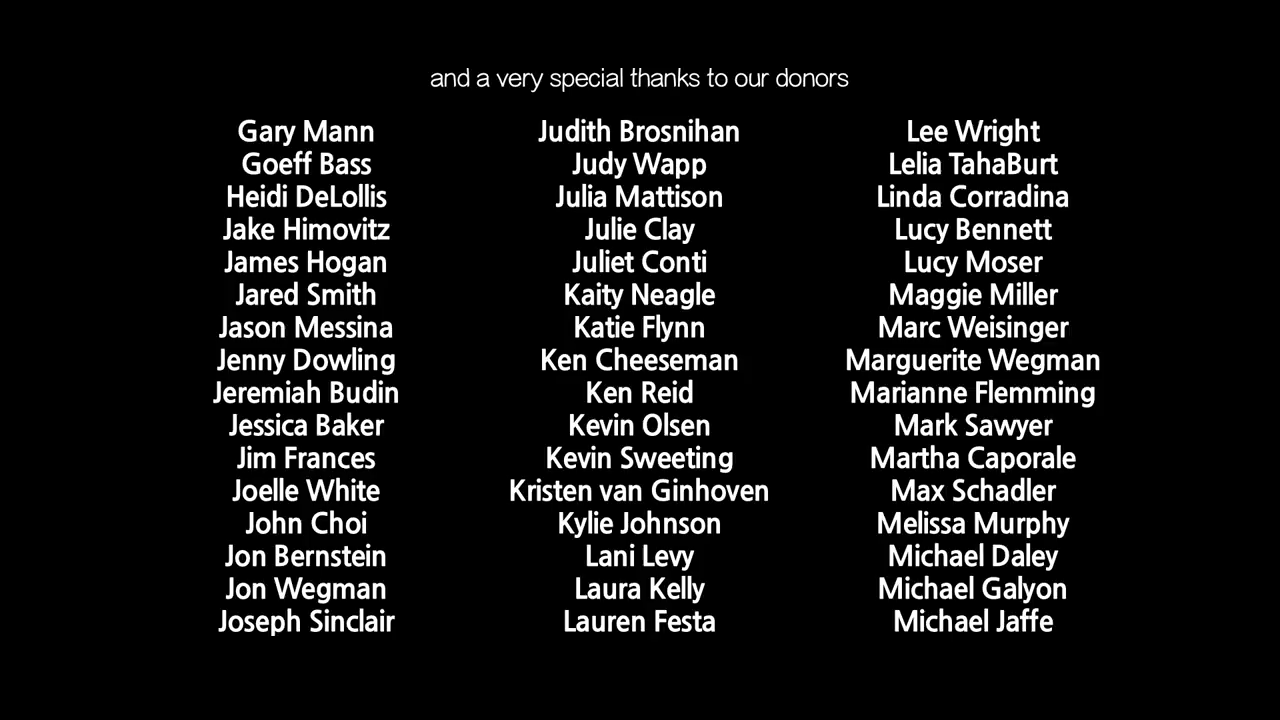 and a very special thanks to our donors
Gary Mann
Goeff Bass
Heidi DeLollis
Jake Himovitz
James Hogan
Jared Smith
Jason Messina
Jenny Dowling
Jeremiah Budin
Jessica Baker
Jim Frances
Joelle White
John Choi
Jon Bernstein
Jon Wegman
Joseph Sinclair
Judith Brosnihan
Judy Wapp
Julia Mattison
Julie Clay
Juliet Conti
Kaity Neagle
Katie Flynn
Ken Cheeseman
Ken Reid
Kevin Olsen
Kevin Sweeting
Kristen van Ginhoven
Kylie Johnson
Lani Levy
Laura Kelly
Lauren Festa
Lee Wright
Lelia TahaBurt
Linda Corradina
Lucy Bennett
Lucy Moser
Maggie Miller
Marc Weisinger
Marguerite Wegman
Marianne Flemming
Mark Sawyer
Martha Caporale
Max Schadler
Melissa Murphy
Michael Daley
Michael Galyon
Michael Jaffe